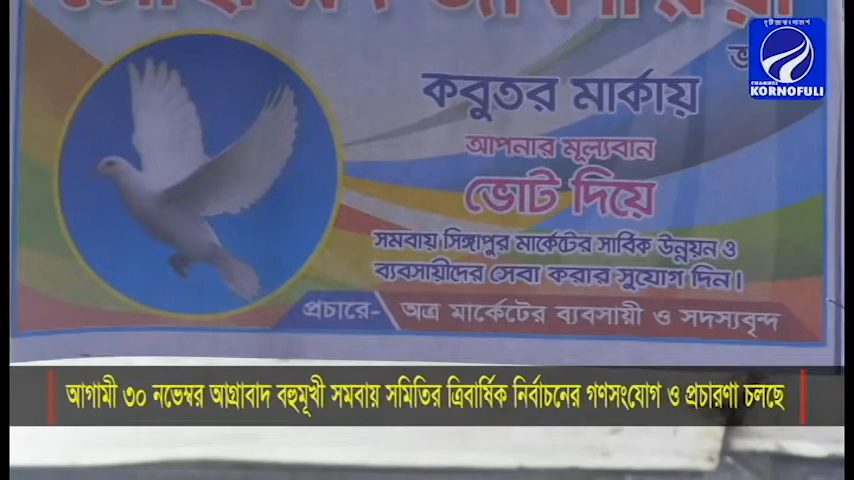 কবুতর মার্কায়
আপনার মূল্যবান
ভোট দিয়ে
সমবায় সিঙ্গাপুর মার্কেটের সার্বিক উন্নয়ন ও
ব্যবসায়ীদের সেবা করার সুযোগ দিন।
প্রচারে- অত্র মার্কেটের ব্যবসায়ী ও সদস্যবৃন্দ
CHANNEL
KORNOFULI
আগামী ৩০ নভেম্বর আগ্রাবাদ বহুমূখী সমবায় সমিতির ত্রিবার্ষিক নির্বাচনের গণসংযোগ ও প্রচারণা চলছে